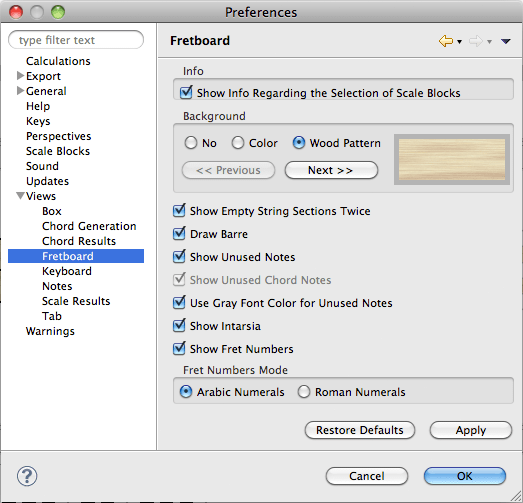 Preferences
type filter text
Calculations
Export
General
Help
Keys
Perspectives
Scale Blocks
Sound
Updates
Views
Box
Chord Generation
Chord Results
Fretboard
Keyboard
Notes
Scale Results
Tab
Warnings
Fretboard
Info
Show Info Regarding the Selection of Scale Blocks
Background
No Color Wood Pattern
<< Previous Next >>
Show Empty String Sections Twice
Draw Barre
Show Unused Notes
Show Unused Chord Notes
Use Gray Font Color for Unused Notes
Show Intarsia
Show Fret Numbers
Fret Numbers Mode
Arabic Numerals Roman Numerals
Restore Defaults Apply
? Cancel OK